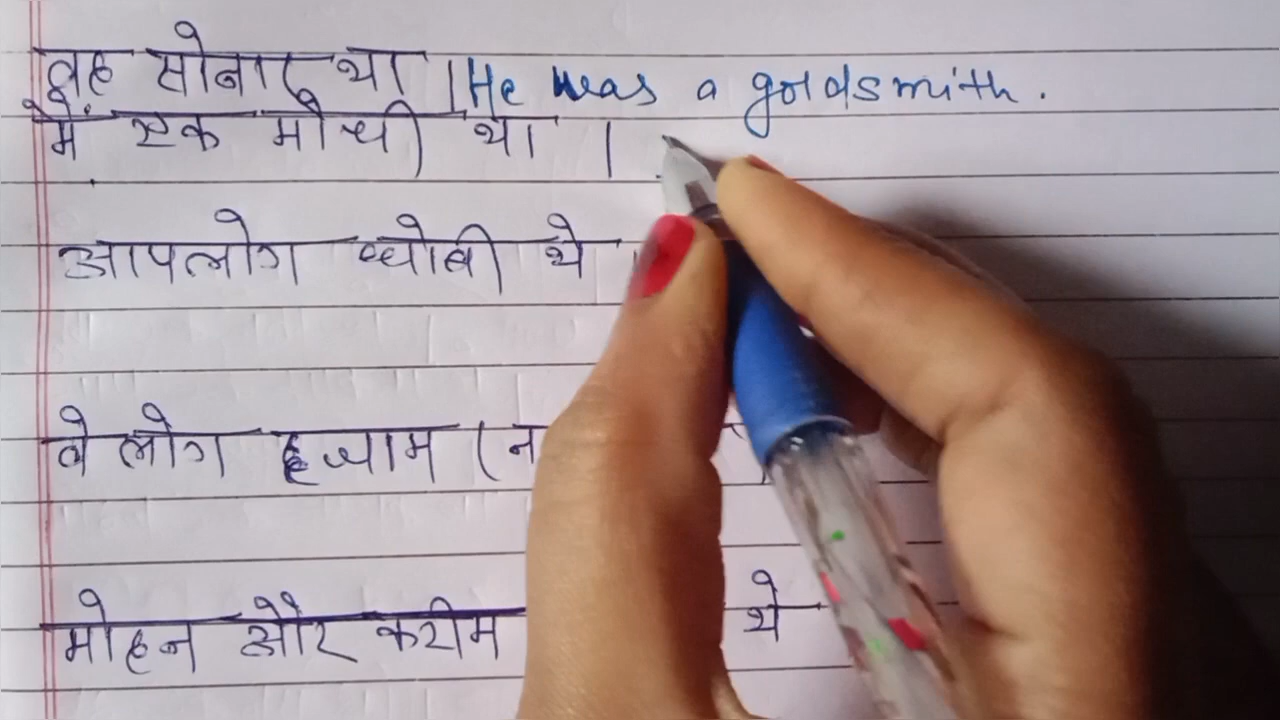 वह सोनार था । He was a goldsmith.
में एक मोची था ।
आपलोग धोबी थे
वे लोग हजाम (न
मोहन और करीम थे